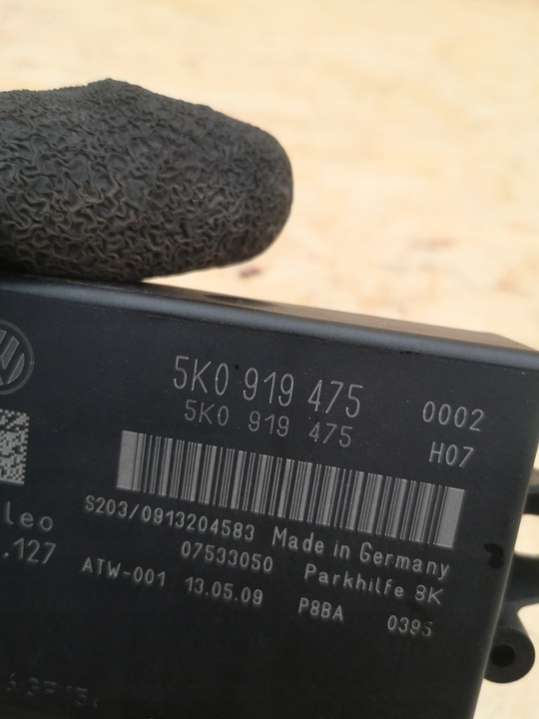 5K0 919 475 0002
5K0 919 475 H07
S203/0913204583 Made in Germany
leo 07533050 Parkhilfe 8K
.127 ATW-001 13.05.09 P8BA 0395